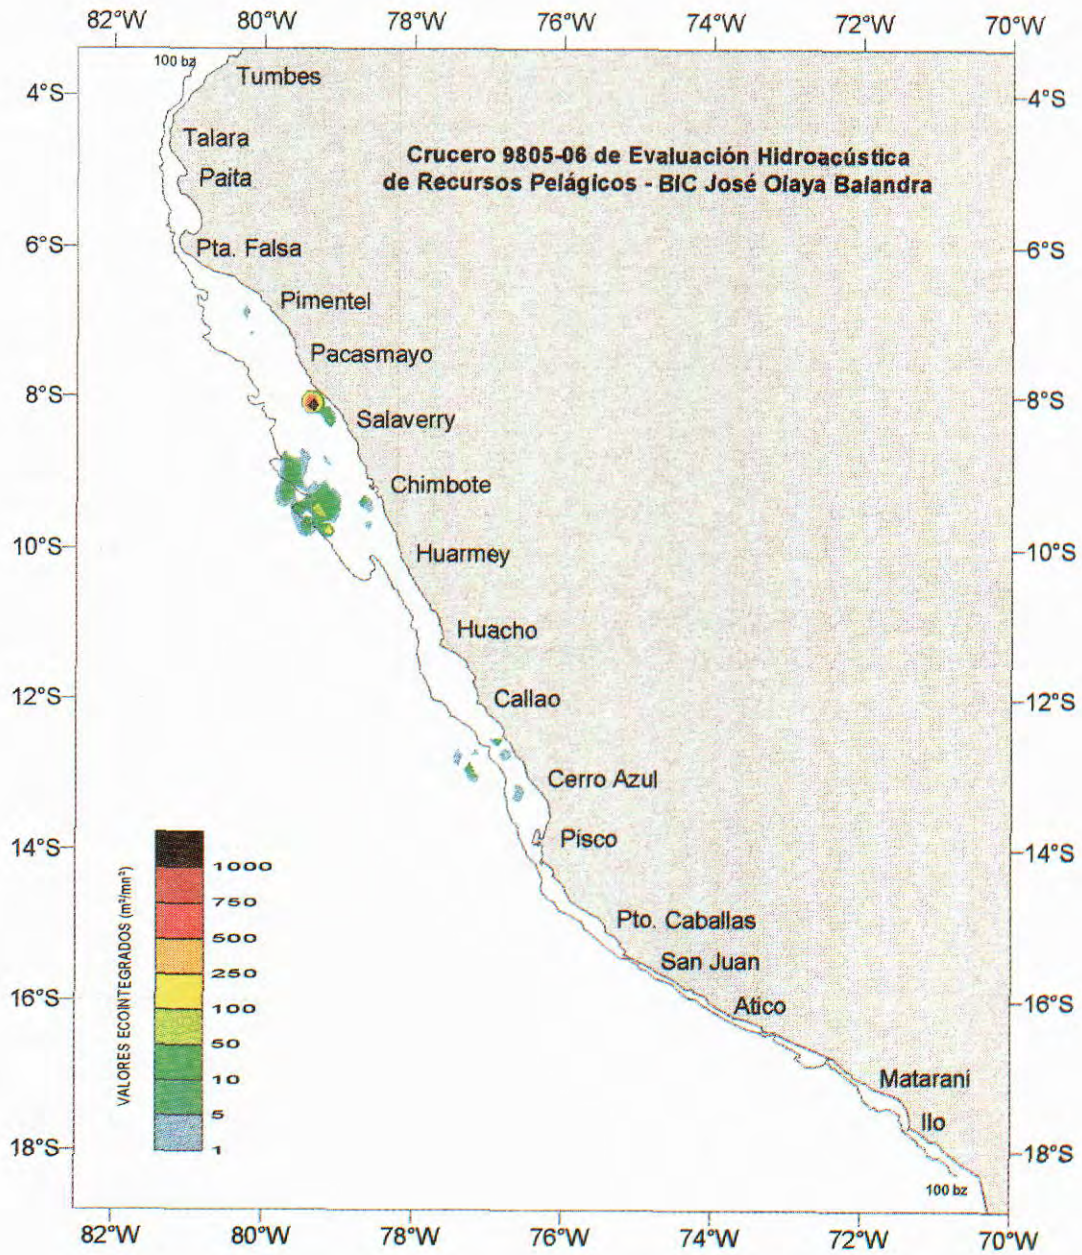 82°W 80°W 78°W 76°W 74°W 72°W 70°W
100 bz
Tumbes
4°S 4°S
Talara
Crucero 9805-06 de Evaluación Hidroacústica
Paita
de Recursos Pelágicos - BIC José Olaya Balandra
6°S Pta. Falsa 6°S
Pimentel
Pacasmayo
8°S 8°S
Salaverry
Chimbote
10°S Huarmey 10°S
Huacho
12°S Callao 12°S
Cerro Azul
14°S Pisco 14°S
VALORES ECOINTEGRADOS (m²/mn²)
1000
750
500
250
100
50
10
5
1
Pto. Caballas
San Juan
16°S Atico 16°S
Matarani
Ilo
18°S 18°S
100 bz
82°W 80°W 78°W 76°W 74°W 72°W 70°W